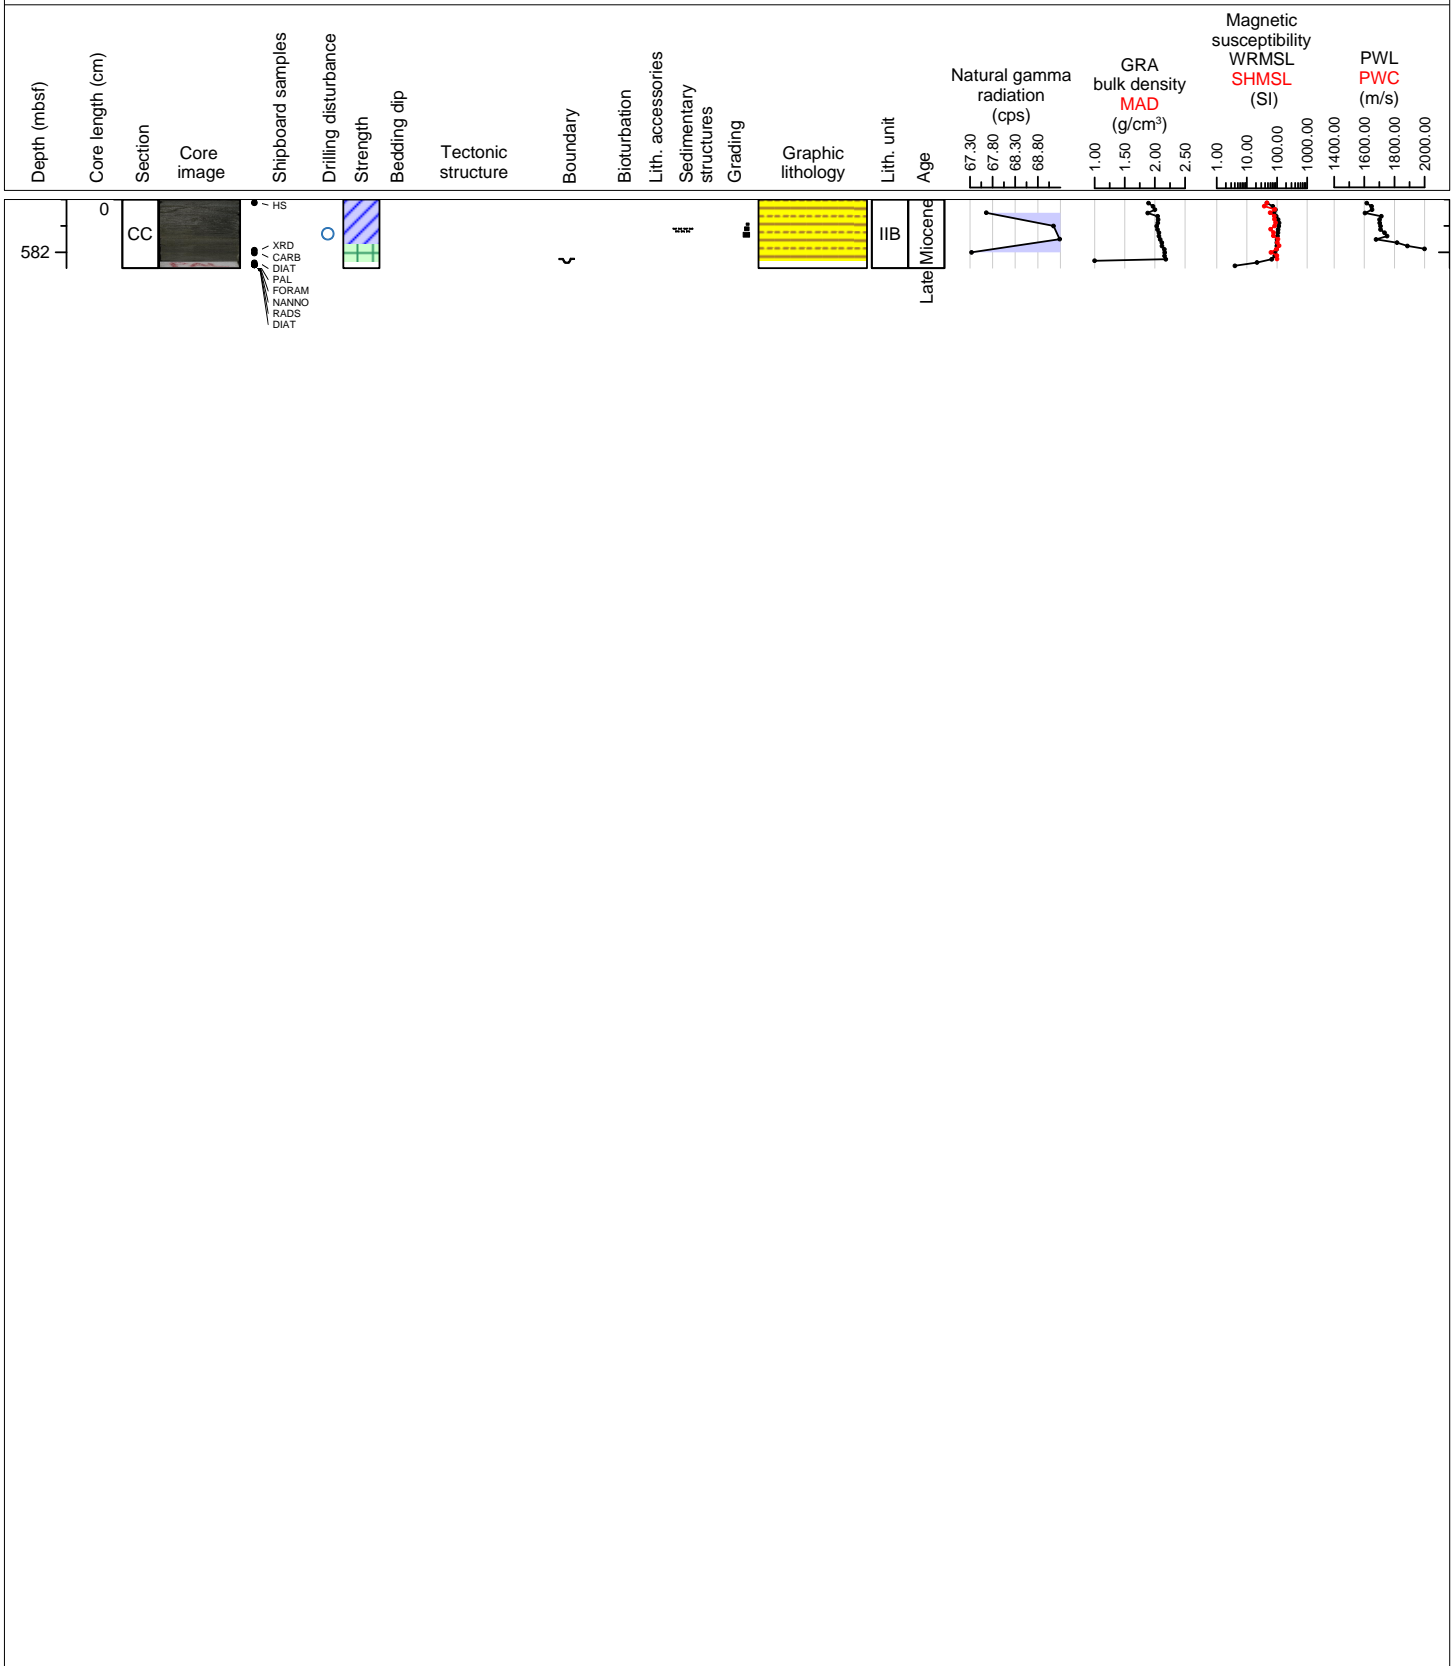 Depth (mbsf)
Core length (cm)
Section
Core
image
Shipboard samples
Drilling disturbance
Strength
Bedding dip
Tectonic
structure
Boundary
Bioturbation
Lith. accessories
Sedimentary
structures
Grading
Graphic
lithology
Lith. unit
Age
Natural gamma
radiation
(cps)
67.30
67.80
68.30
68.80
GRA
bulk density
MAD
(g/cm³)
1.00
1.50
2.00
2.50
Magnetic
susceptibility
WRMSL
SHMSL
(SI)
1.00
10.00
100.00
1000.00
PWL
PWC
(m/s)
1400.00
1600.00
1800.00
2000.00
0
582
CC
HS
XRD
CARB
DIAT
PAL
FORAM
NANNO
RADS
DIAT
IIB
Late Miocene